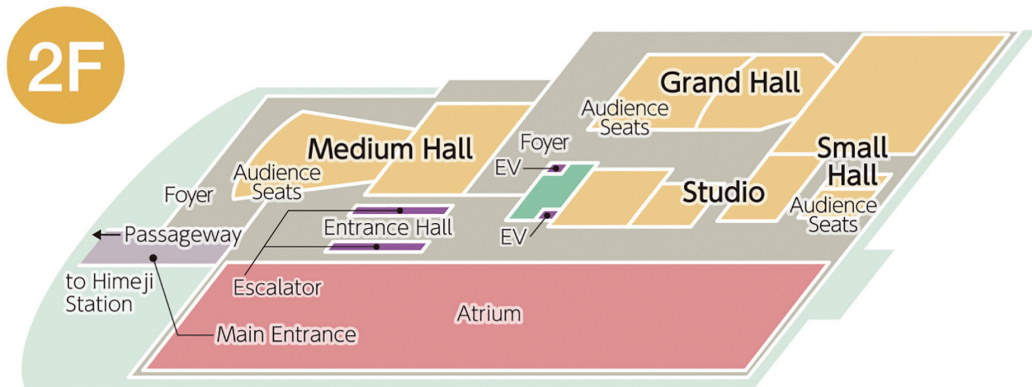 2F
Grand Hall
Audience
Seats
Medium Hall
Audience
Seats
Foyer
Foyer
EV
EV
Small
Hall
Audience
Seats
Studio
Entrance Hall
Passageway
to Himeji
Station
Escalator
Main Entrance
Atrium